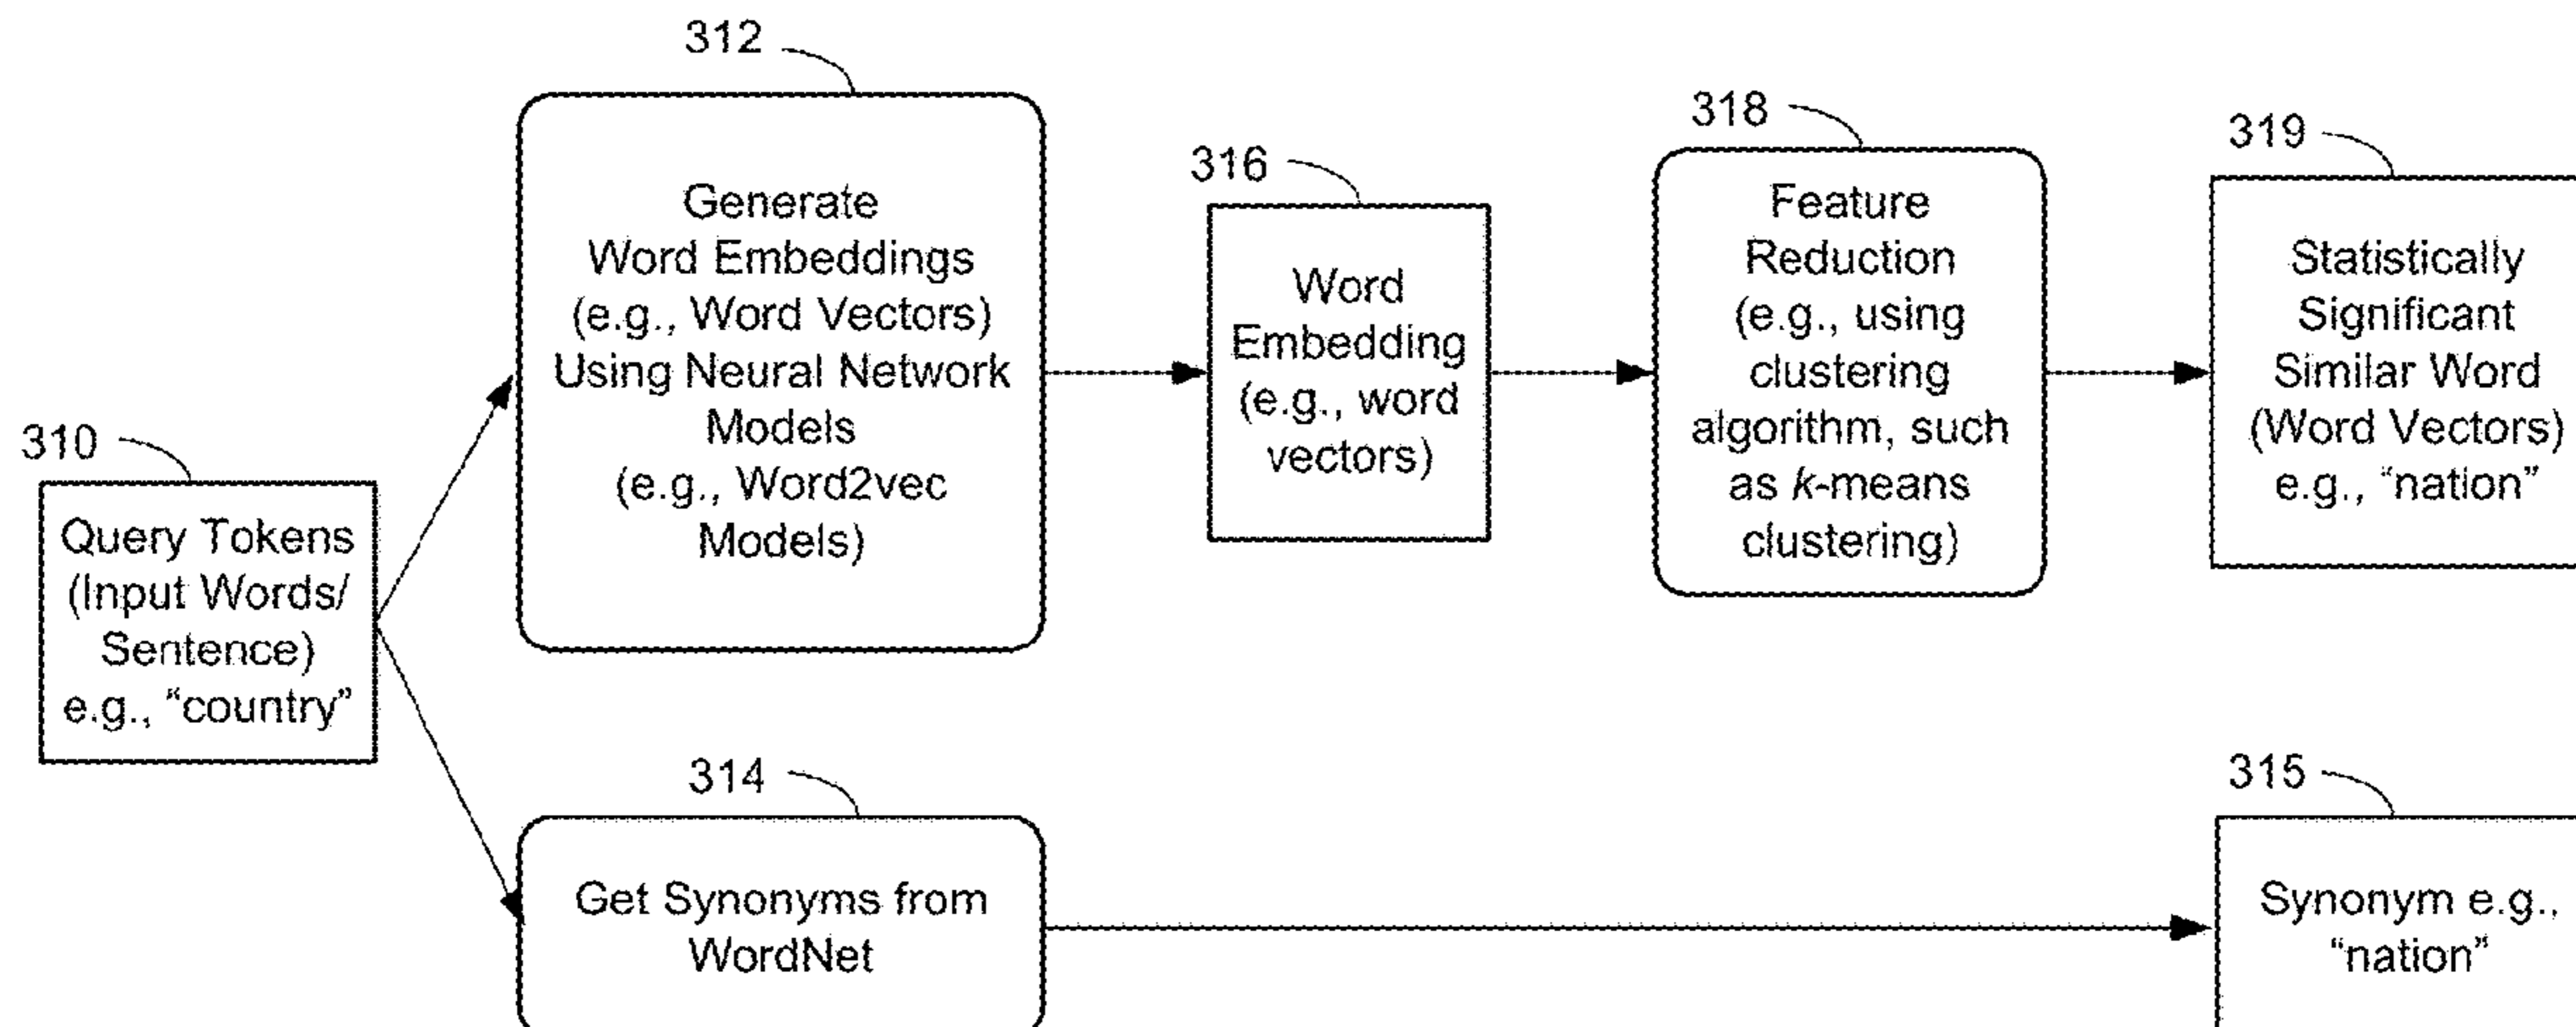 312
Generate
Word Embeddings
(e.g., Word Vectors)
Using Neural Network
Models
(e.g., Word2vec
Models)
316
Word
Embedding
(e.g., word
vectors)
318
Feature
Reduction
(e.g., using
clustering
algorithm, such
as k-means
clustering)
319
Statistically
Significant
Similar Word
(Word Vectors)
e.g., “nation”
310
Query Tokens
(Input Words/
Sentence)
e.g., “country”
314
Get Synonyms from
WordNet
315
Synonym e.g.,
“nation”